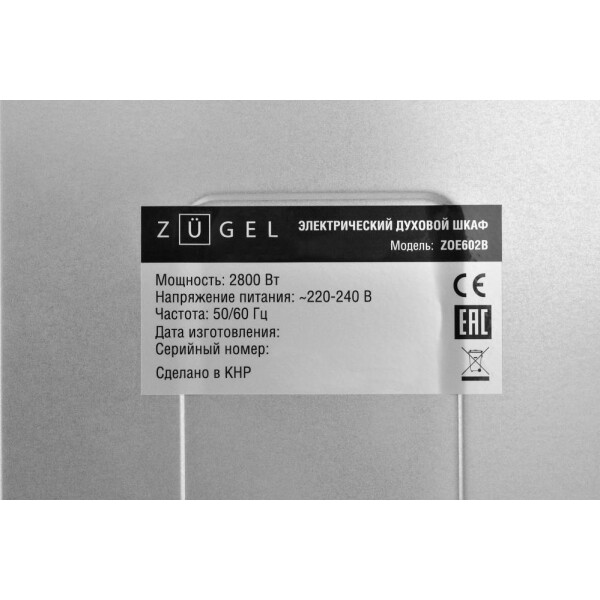 ZÜGEL
ЭЛЕКТРИЧЕСКИЙ ДУХОВОЙ ШКАФ
Модель: ZOE602B
Мощность: 2800 Вт
Напряжение питания: ~220-240 В
Частота: 50/60 Гц
Дата изготовления:
Серийный номер:
Сделано в КНР
CE
EAC